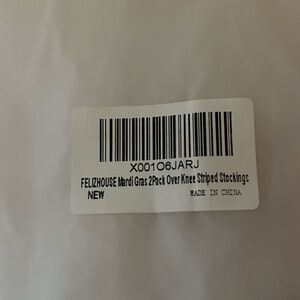 X001O6JARJ
FELIZHOUSE Mardi Gras 2Pack Over Knee Striped Stockings
NEW MADE IN CHINA